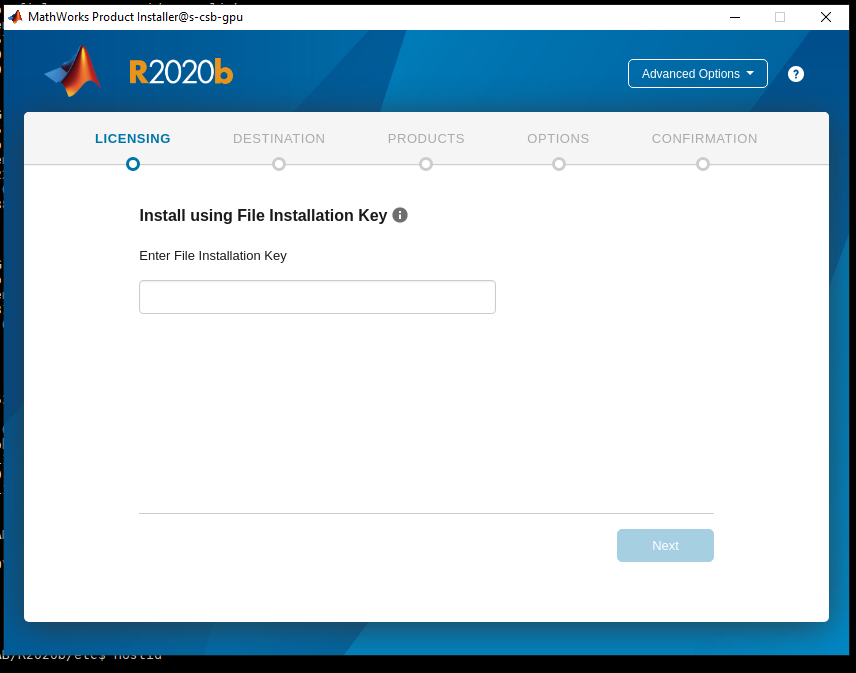 MathWorks Product Installer@s-csb-gpu
R2020b
Advanced Options
?
LICENSING
DESTINATION
PRODUCTS
OPTIONS
CONFIRMATION
Install using File Installation Key
Enter File Installation Key
Next
AB/R2020b/etc$ hostid